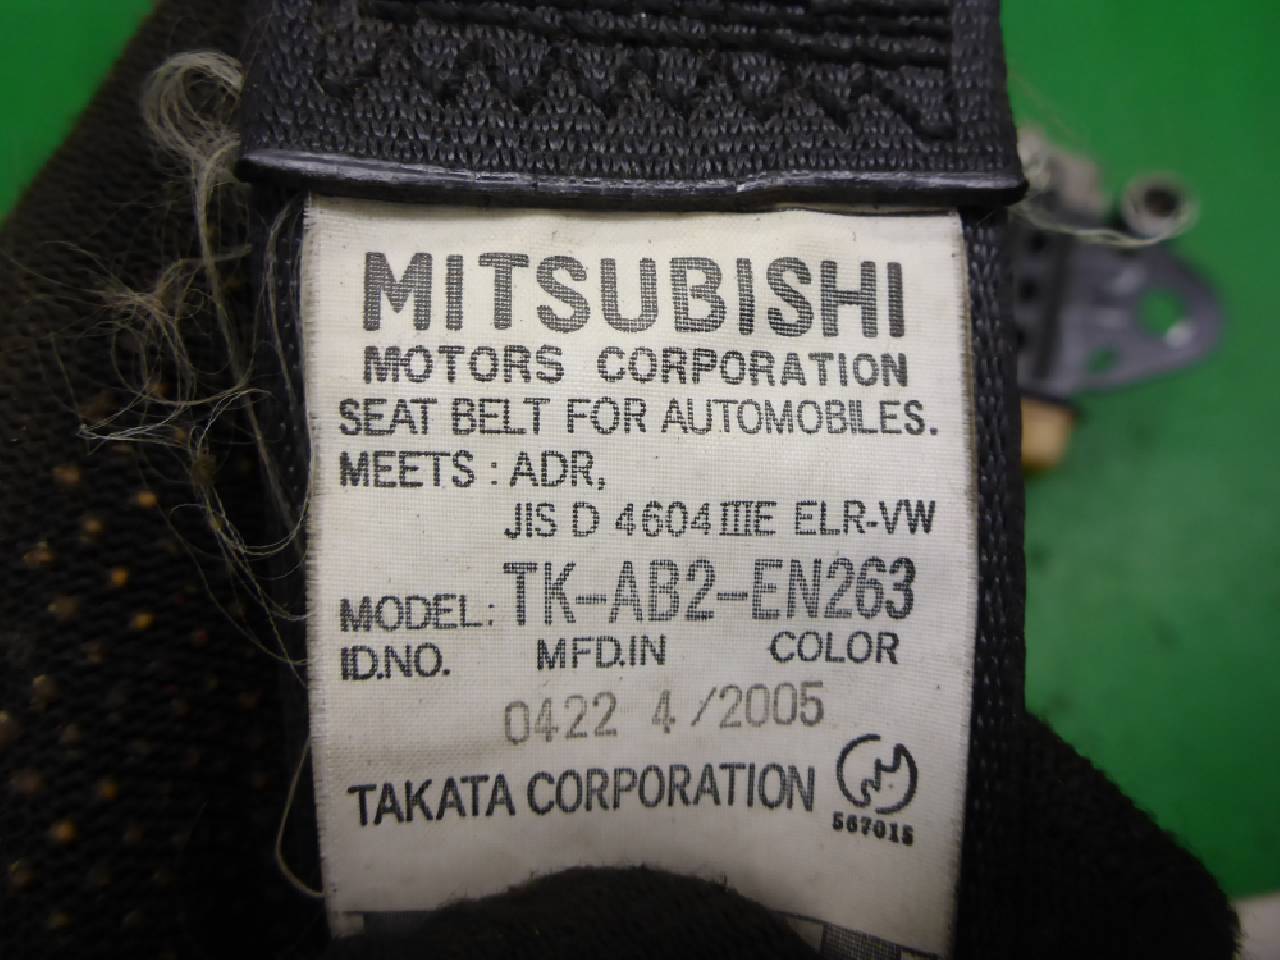 MITSUBISHI
MOTORS CORPORATION
SEAT BELT FOR AUTOMOBILES.
MEETS : ADR,
JIS D 4604 IIIE ELR-VW
MODEL: TK-AB2-EN263
ID.NO. MFD.IN COLOR
0422 4 /2005
TAKATA CORPORATION
567015